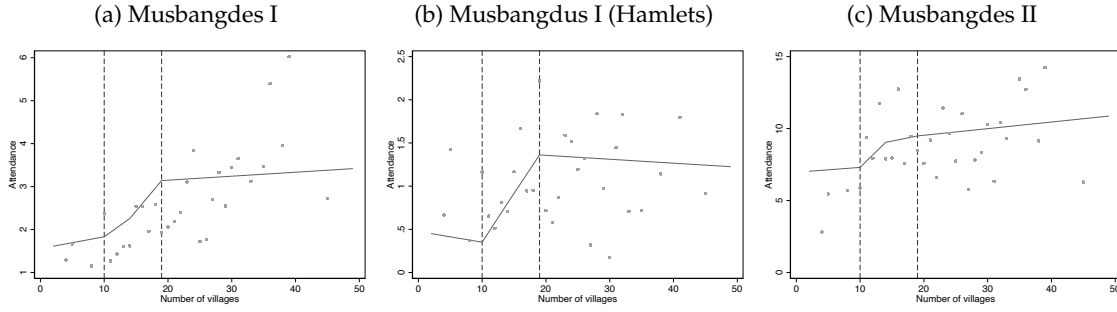 (a) Musbangdes I
Attendance
6
5
4
3
2
1
0 10 20 30 40 50
Number of villages
(b) Musbangdus I (Hamlets)
Attendance
2.5
2
1.5
1
.5
0
0 10 20 30 40 50
Number of villages
(c) Musbangdes II
Attendance
15
10
5
0
0 10 20 30 40 50
Number of villages